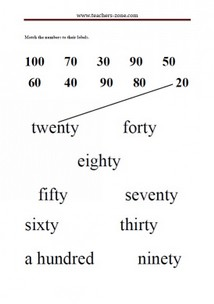 www.teachers-zone.com
Match the numbers to their labels.
100 70 30 90 50
60 40 90 80 20
twenty forty
eighty
fifty seventy
sixty thirty
a hundred ninety